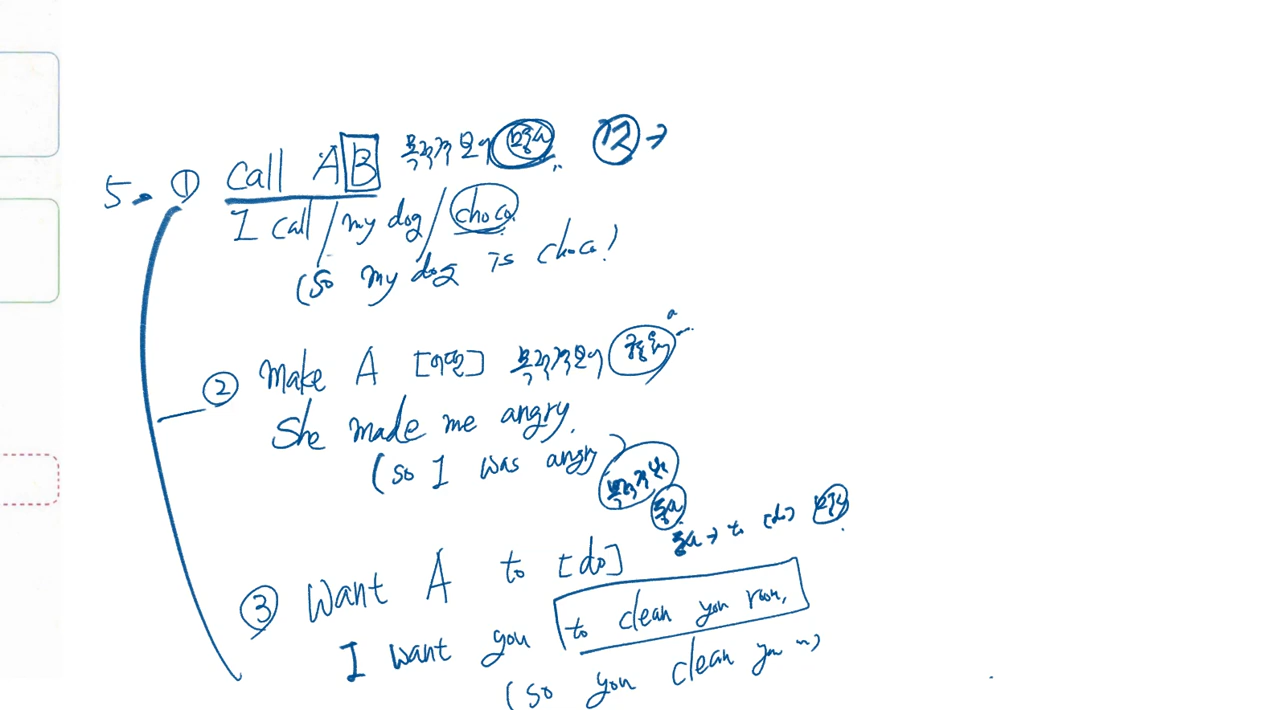 5. ① Call A B 목적격 보어 명사
I call / my dog / choco
(so my dog is choco)
② Make A [어떤] 목적격보어 형용사
She made me angry.
(so I was angry)
목적격보어
동사
동사 → to [do]
③ Want A to [do]
I want you to clean you room,
(so you clean you ~)